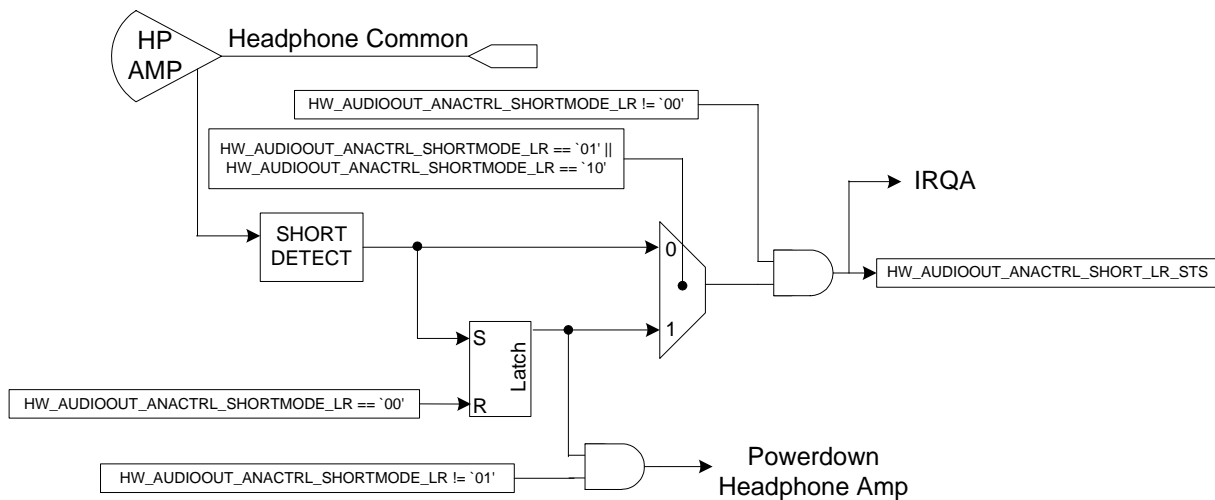 HP
AMP
Headphone Common
HW_AUDIOOUT_ANACTRL_SHORTMODE_LR != `00'
HW_AUDIOOUT_ANACTRL_SHORTMODE_LR == `01' ||
HW_AUDIOOUT_ANACTRL_SHORTMODE_LR == `10'
IRQA
SHORT
DETECT
0
HW_AUDIOOUT_ANACTRL_SHORT_LR_STS
1
S
Latch
R
HW_AUDIOOUT_ANACTRL_SHORTMODE_LR == `00'
HW_AUDIOOUT_ANACTRL_SHORTMODE_LR != `01'
Powerdown
Headphone Amp